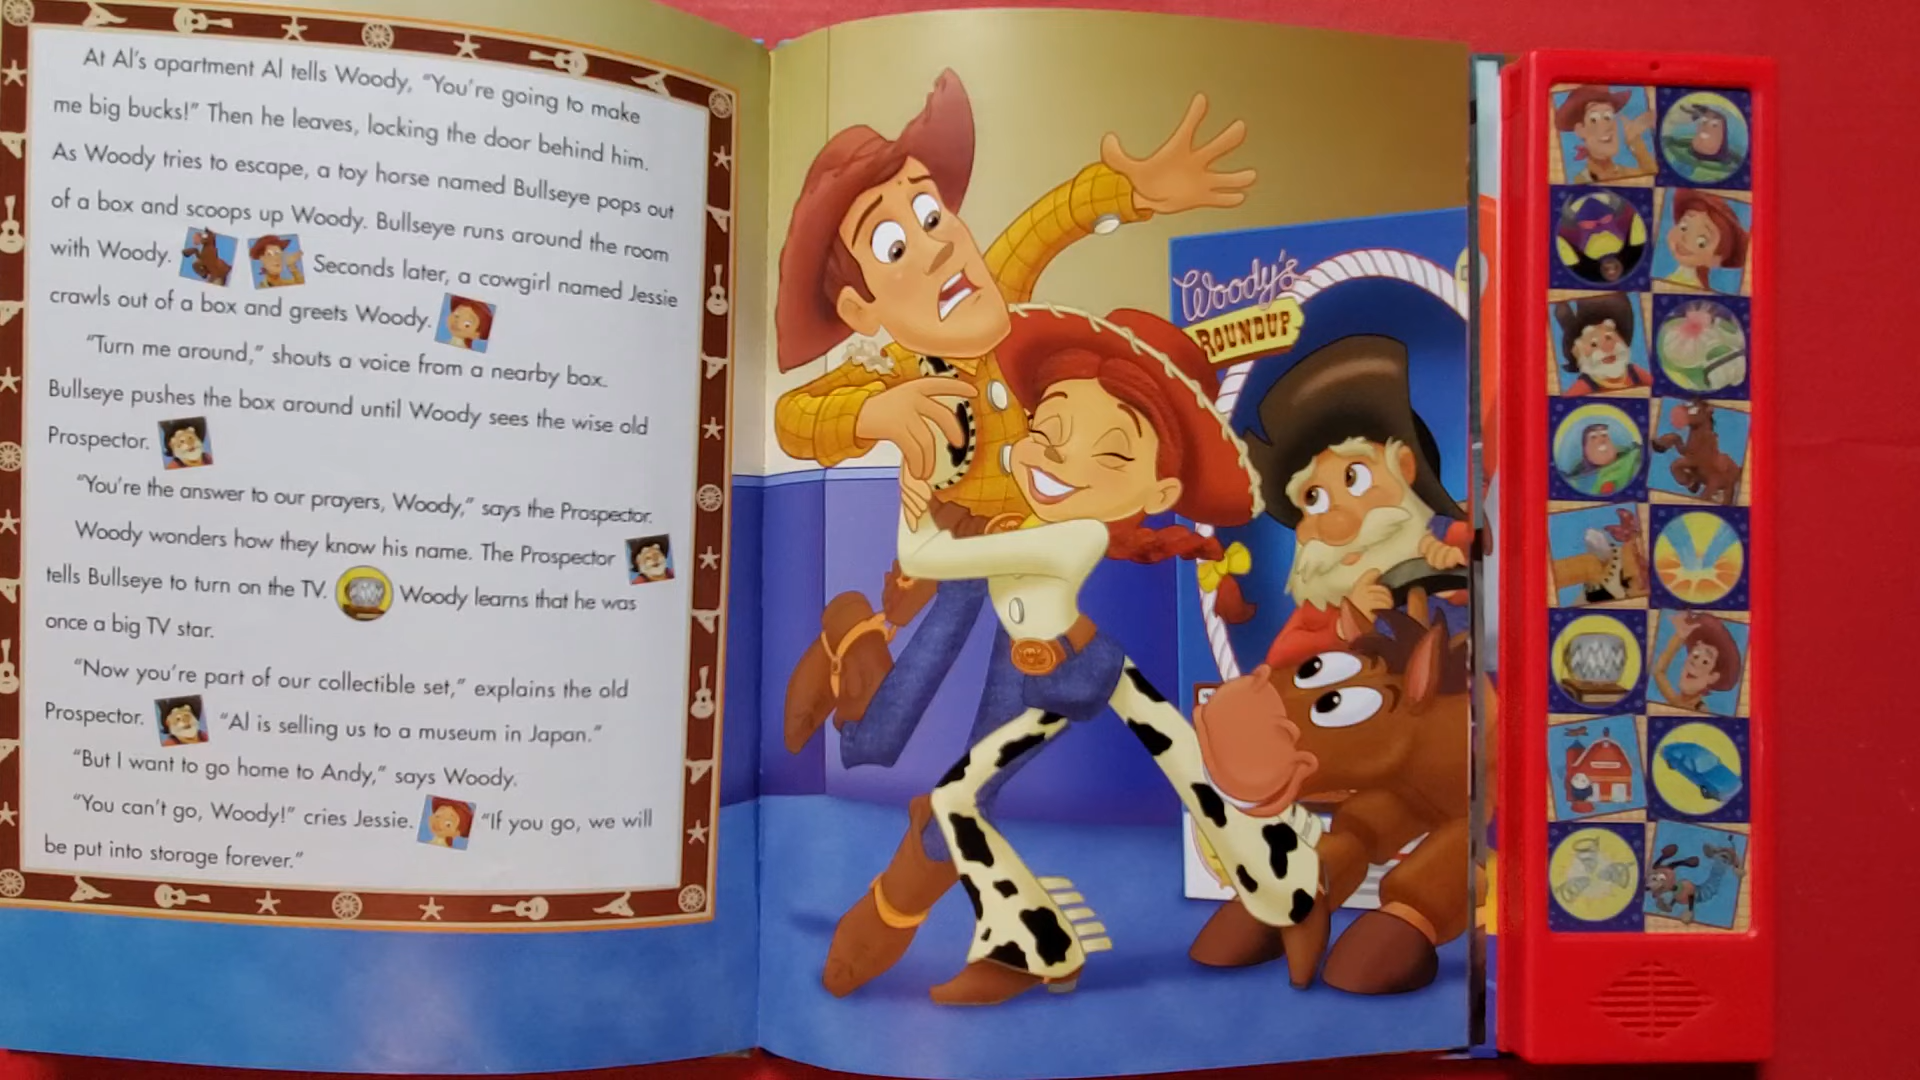 At Al's apartment Al tells Woody, "You're going to make
me big bucks!" Then he leaves, locking the door behind him.
As Woody tries to escape, a toy horse named Bullseye pops out
of a box and scoops up Woody. Bullseye runs around the room
with Woody. Seconds later, a cowgirl named Jessie
crawls out of a box and greets Woody.
"Turn me around," shouts a voice from a nearby box.
Bullseye pushes the box around until Woody sees the wise old
Prospector.
"You're the answer to our prayers, Woody," says the Prospector.
Woody wonders how they know his name. The Prospector
tells Bullseye to turn on the TV. Woody learns that he was
once a big TV star.
"Now you're part of our collectible set," explains the old
Prospector. "Al is selling us to a museum in Japan."
"But I want to go home to Andy," says Woody.
"You can't go, Woody!" cries Jessie. "If you go, we will
be put into storage forever."
Woody's
ROUNDUP